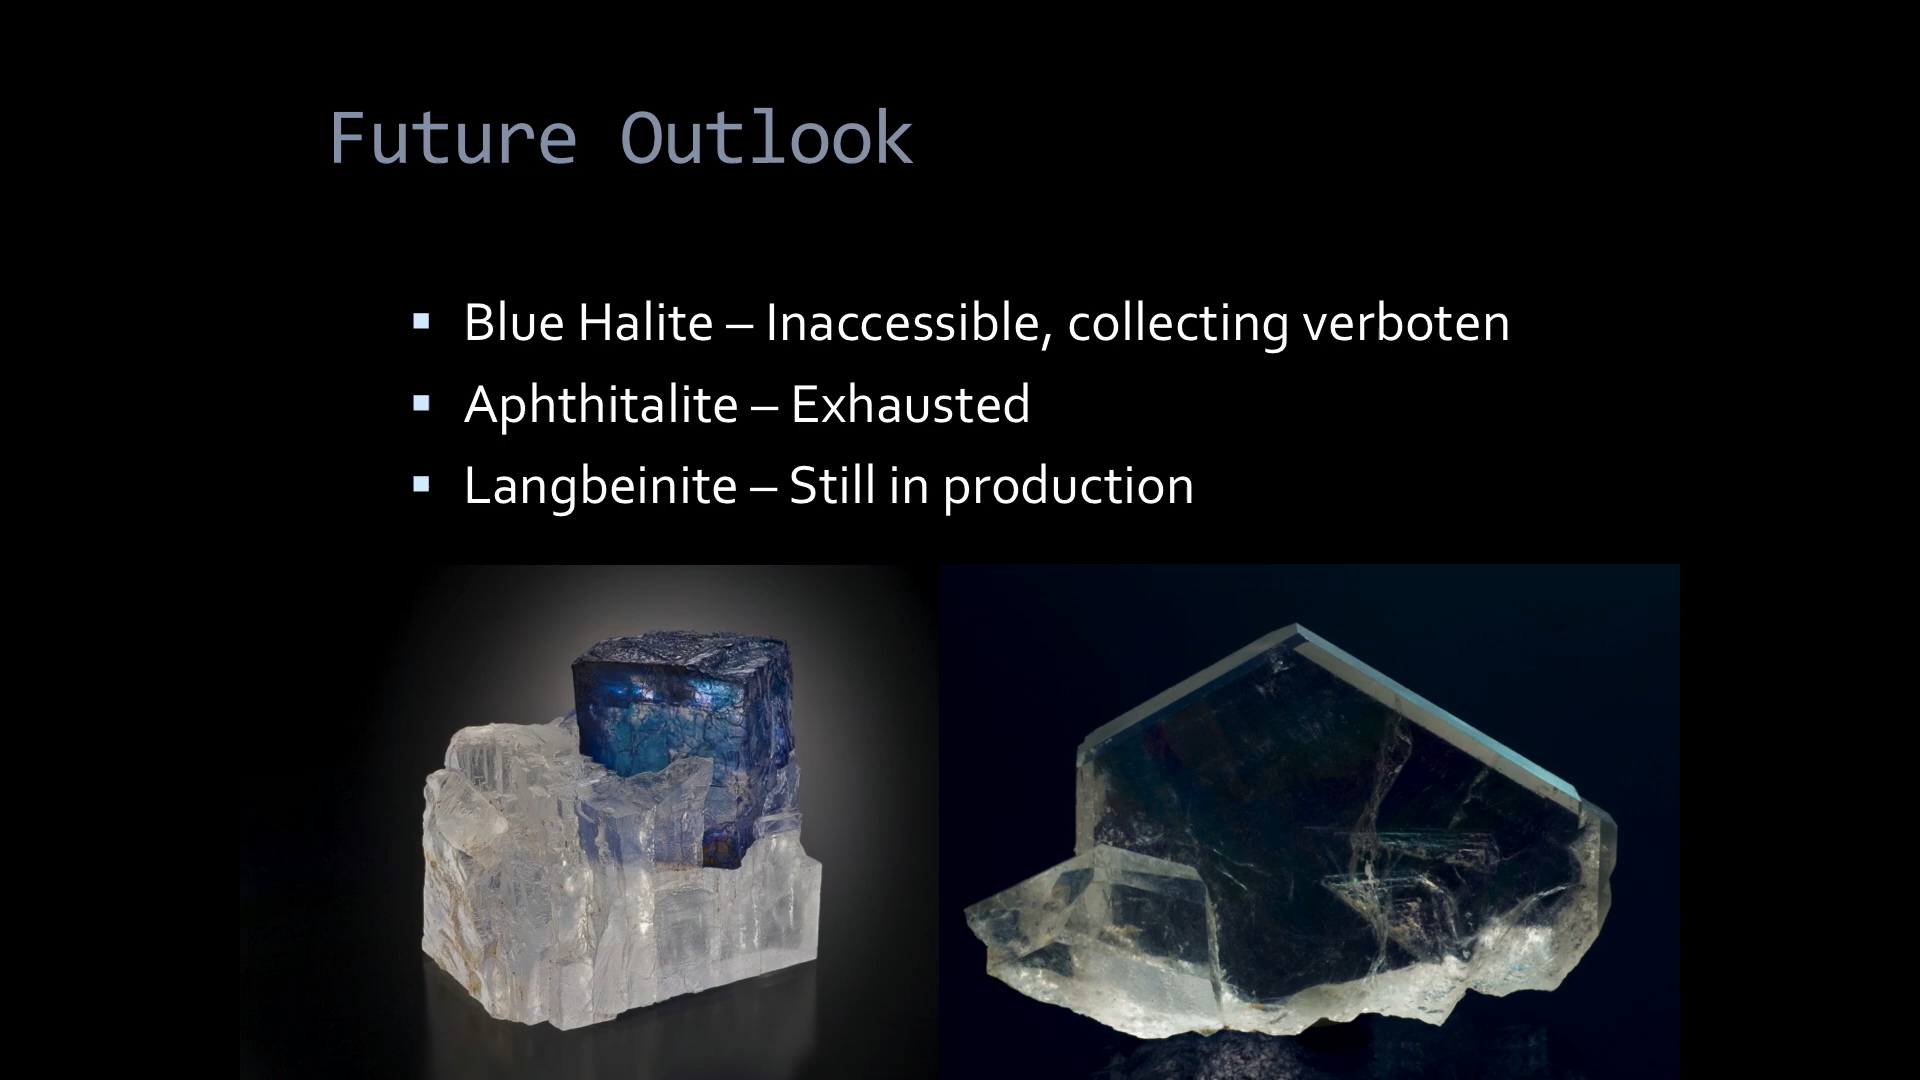 Future Outlook
▪ Blue Halite – Inaccessible, collecting verboten
▪ Aphthitalite – Exhausted
▪ Langbeinite – Still in production